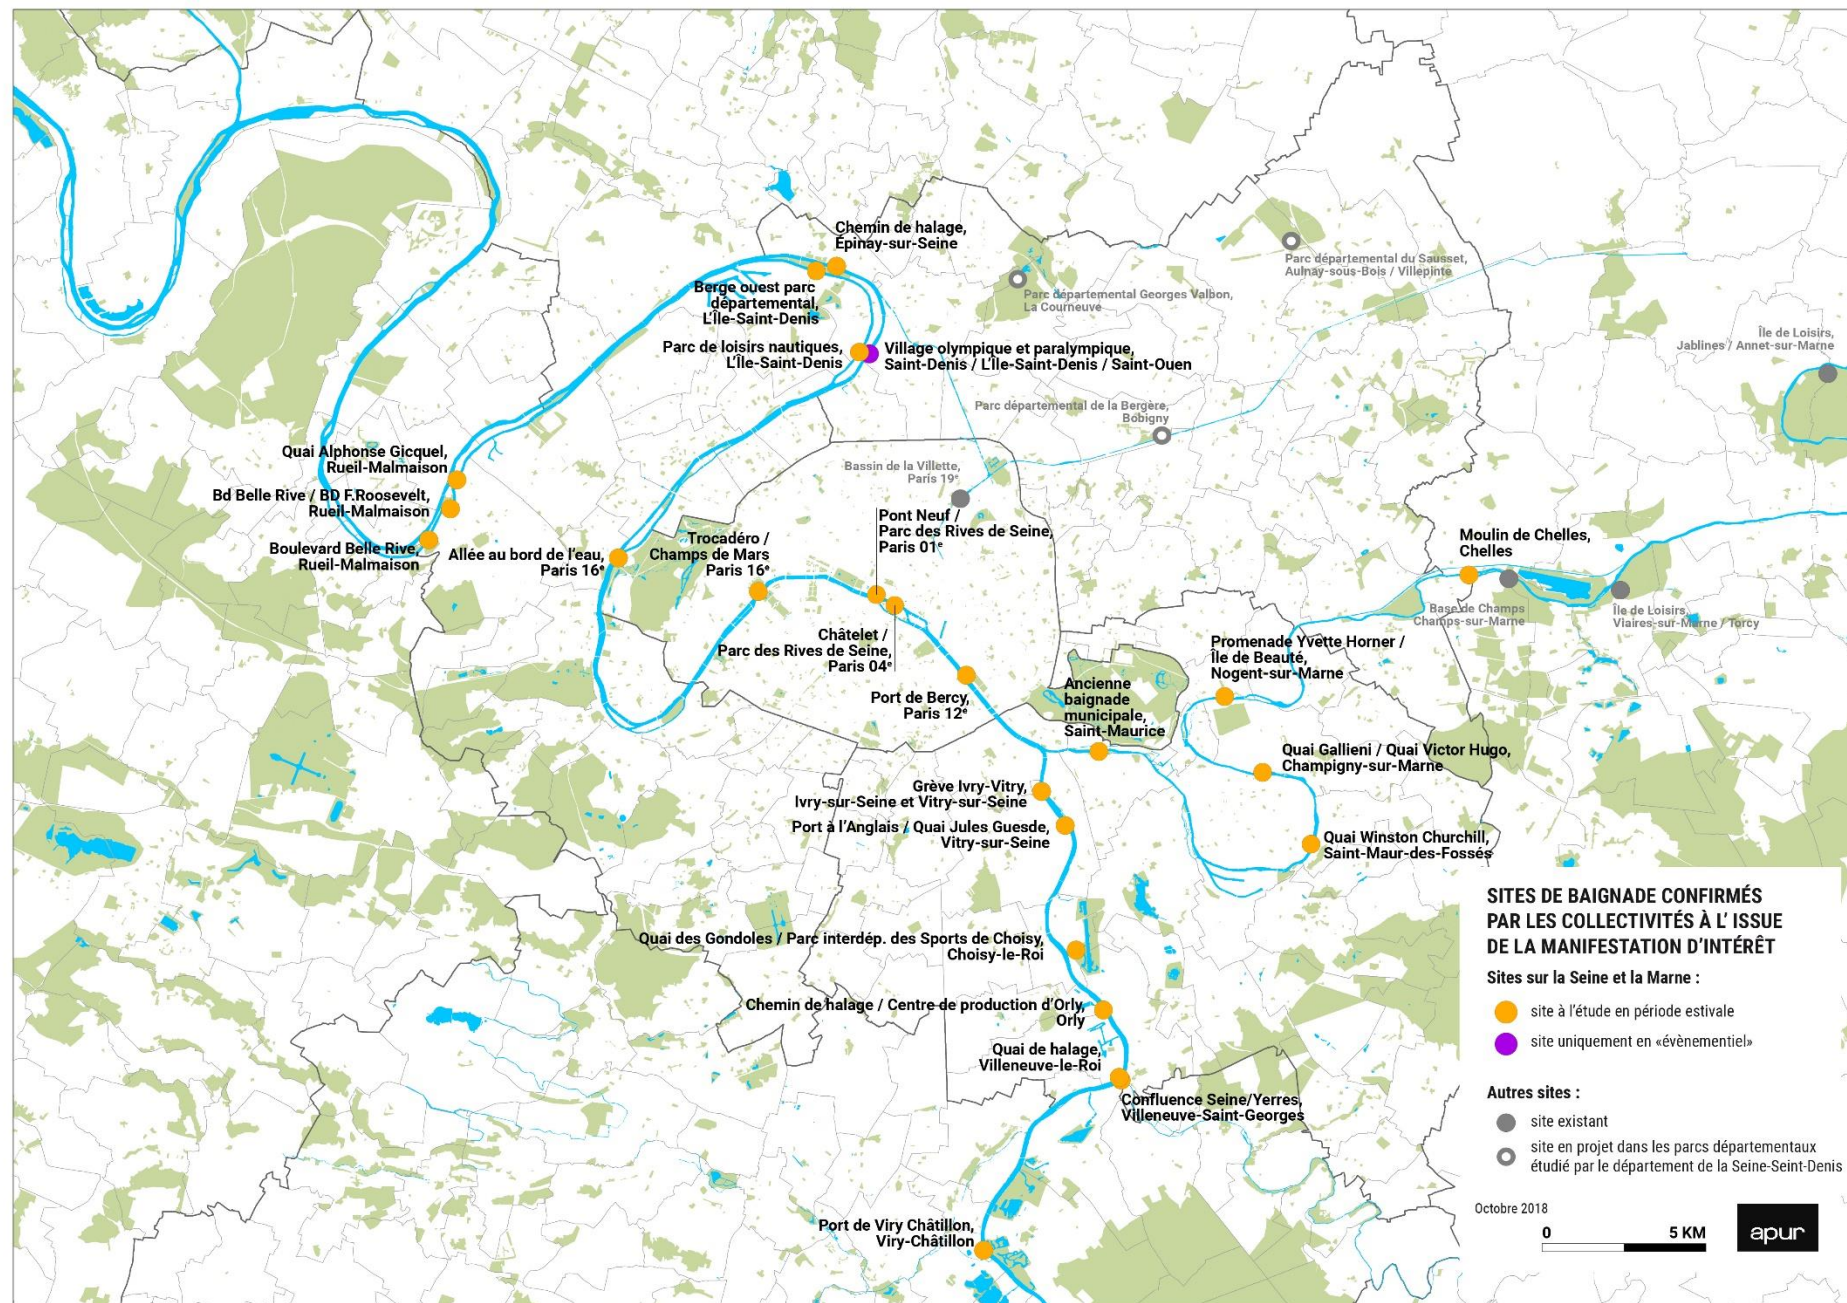 Chemin de halage,
Épinay-sur-Seine
Parc départemental du Sausset,
Aulnay-sous-Bois / Villepinte
Berge ouest parc
départemental,
L'Île-Saint-Denis
Parc départemental Georges Valbon,
La Courneuve
Île de Loisirs,
Jablines / Annet-sur-Marne
Parc de loisirs nautiques,
L'Île-Saint-Denis
Village olympique et paralympique,
Saint-Denis / L'Île-Saint-Denis / Saint-Ouen
Parc départemental de la Bergère,
Bobigny
Quai Alphonse Gicquel,
Rueil-Malmaison
Bassin de la Villette,
Paris 19e
Bd Belle Rive / BD F.Roosevelt,
Rueil-Malmaison
Pont Neuf /
Parc des Rives de Seine,
Paris 01e
Boulevard Belle Rive,
Rueil-Malmaison
Allée au bord de l'eau,
Paris 16e
Trocadéro /
Champs de Mars
Paris 16e
Moulin de Chelles,
Chelles
Base de Champs
Champs-sur-Marne
Île de Loisirs,
Viaires-sur-Marne / Torcy
Châtelet /
Parc des Rives de Seine,
Paris 04e
Promenade Yvette Horner /
Île de Beauté,
Nogent-sur-Marne
Port de Bercy,
Paris 12e
Ancienne
baignade
municipale,
Saint-Maurice
Quai Gallieni / Quai Victor Hugo,
Champigny-sur-Marne
Grève Ivry-Vitry,
Ivry-sur-Seine et Vitry-sur-Seine
Port à l'Anglais / Quai Jules Guesde,
Vitry-sur-Seine
Quai Winston Churchill,
Saint-Maur-des-Fossés
Quai des Gondoles / Parc interdép. des Sports de Choisy,
Choisy-le-Roi
Chemin de halage / Centre de production d'Orly,
Orly
Quai de halage,
Villeneuve-le-Roi
Confluence Seine/Yerres,
Villeneuve-Saint-Georges
Port de Viry Châtillon,
Viry-Châtillon
SITES DE BAIGNADE CONFIRMÉS
PAR LES COLLECTIVITÉS À L' ISSUE
DE LA MANIFESTATION D'INTÉRÊT
Sites sur la Seine et la Marne :
site à l'étude en période estivale
site uniquement en «évènementiel»
Autres sites :
site existant
site en projet dans les parcs départementaux
étudié par le département de la Seine-Seint-Denis
Octobre 2018
0 5 KM
apur